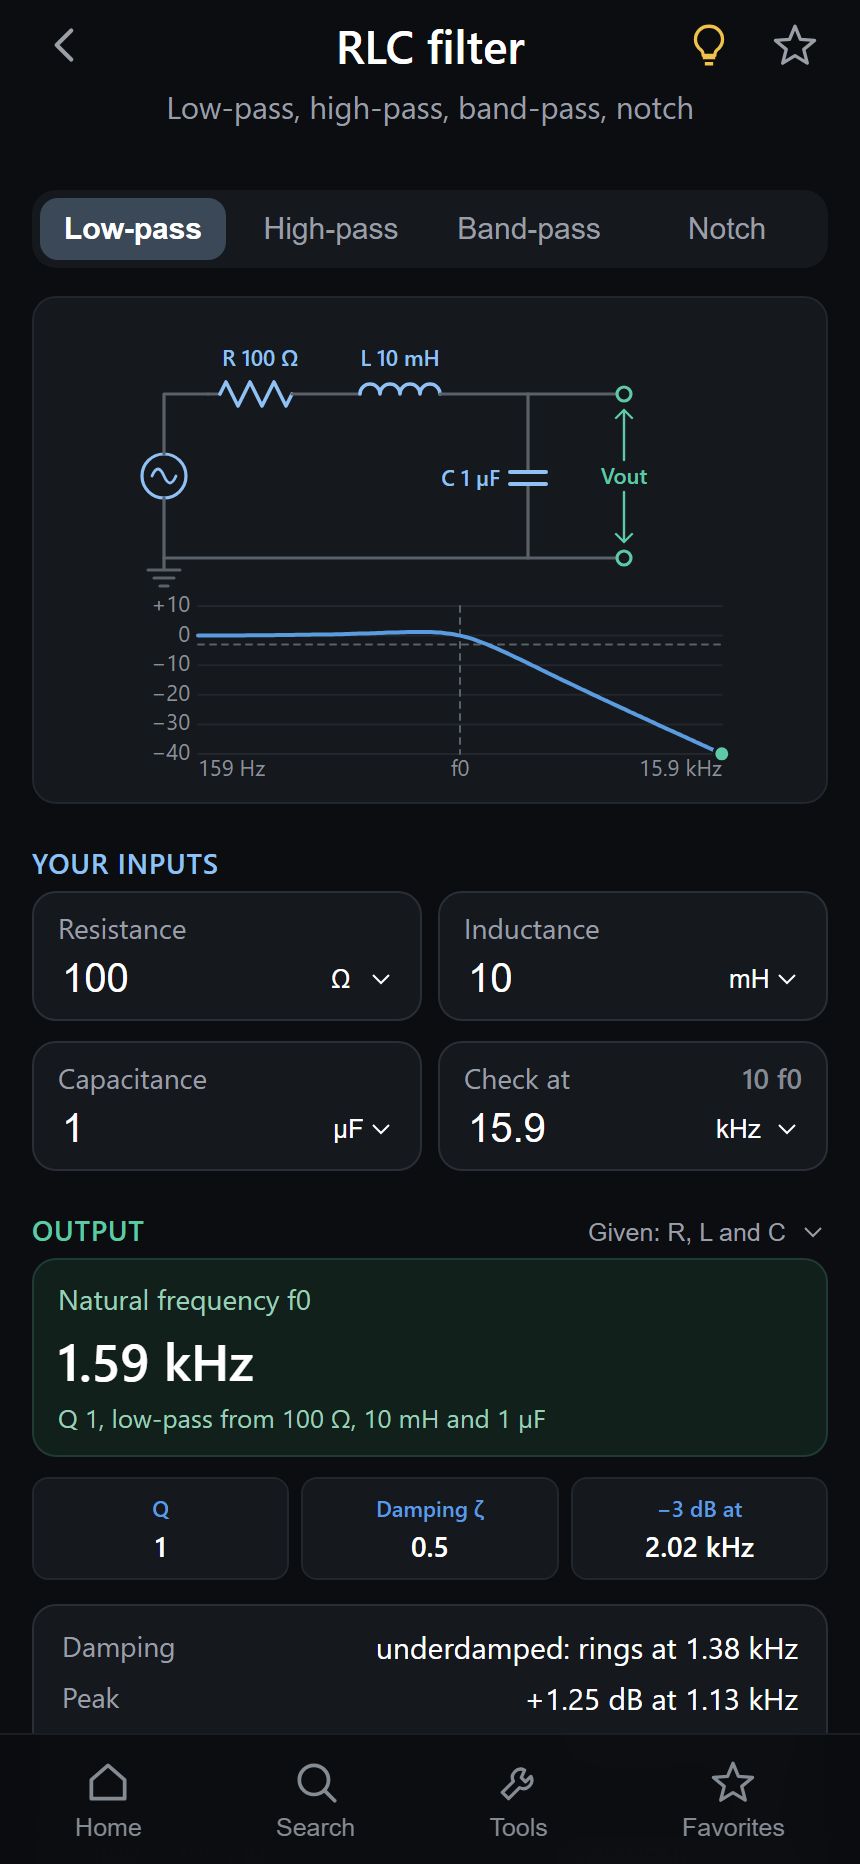 RLC filter
Low-pass, high-pass, band-pass, notch
Low-pass High-pass Band-pass Notch
R 100 Ω L 10 mH
C 1 µF Vout
+10
0
−10
−20
−30
−40
159 Hz f0 15.9 kHz
YOUR INPUTS
Resistance Inductance
100 Ω 10 mH
Capacitance Check at 10 f0
1 µF 15.9 kHz
OUTPUT Given: R, L and C
Natural frequency f0
1.59 kHz
Q 1, low-pass from 100 Ω, 10 mH and 1 µF
Q Damping ζ −3 dB at
1 0.5 2.02 kHz
Damping underdamped: rings at 1.38 kHz
Peak +1.25 dB at 1.13 kHz
Home Search Tools Favorites